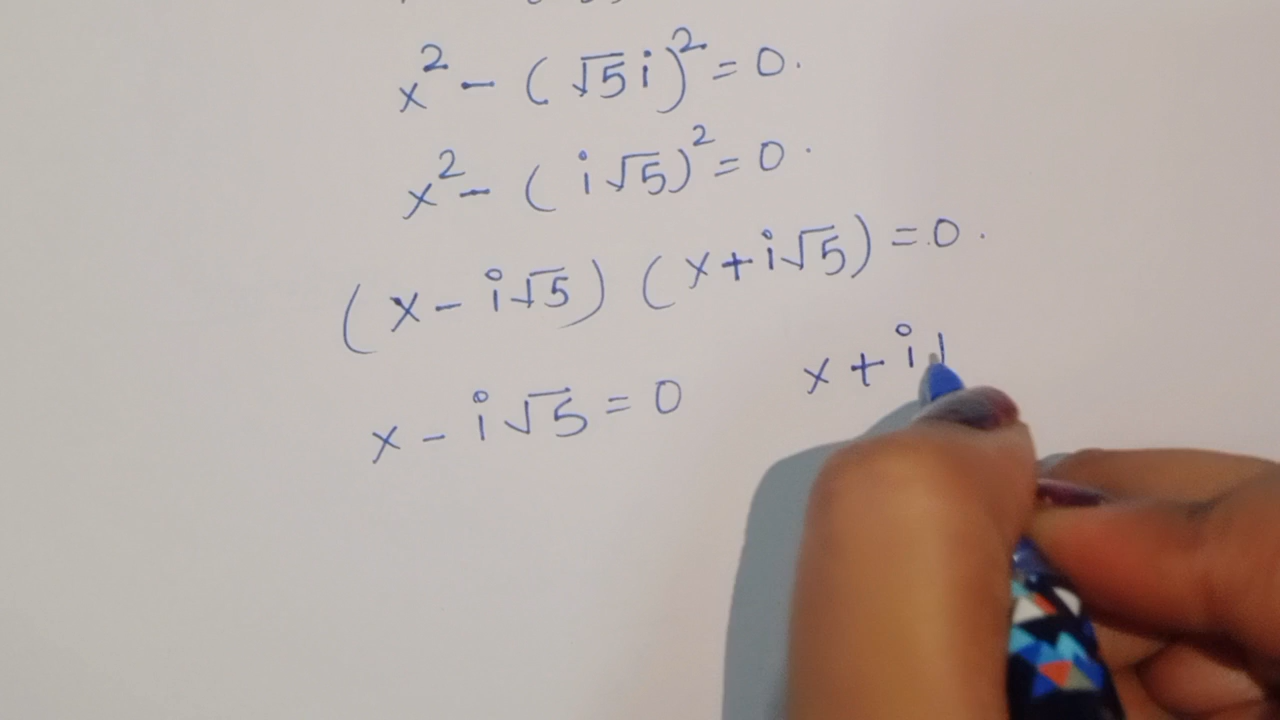 x² - (√5 i)² = 0.
x² - (i√5)² = 0.
(x - i√5) (x + i√5) = 0.
x - i√5 = 0 x + i